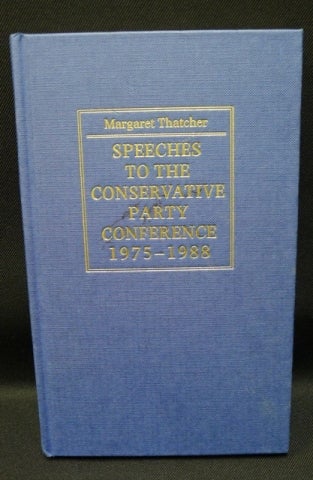 Margaret Thatcher
SPEECHES
TO THE
CONSERVATIVE
PARTY
CONFERENCE
1975–1988